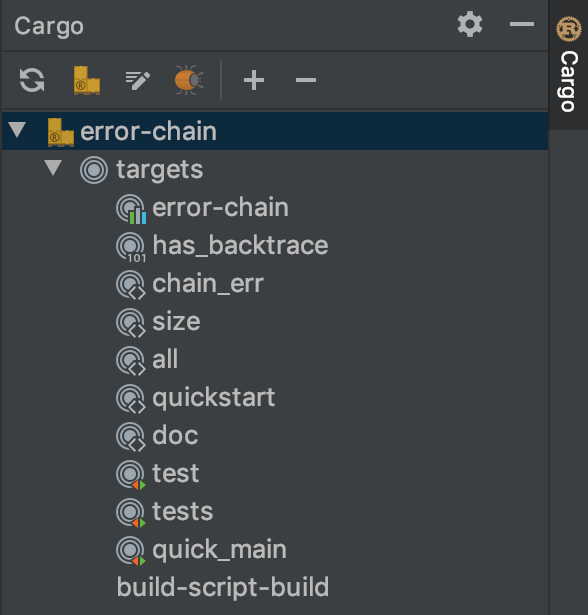 Cargo
Cargo
error-chain
targets
error-chain
has_backtrace
101
chain_err
size
all
quickstart
doc
test
tests
quick_main
build-script-build